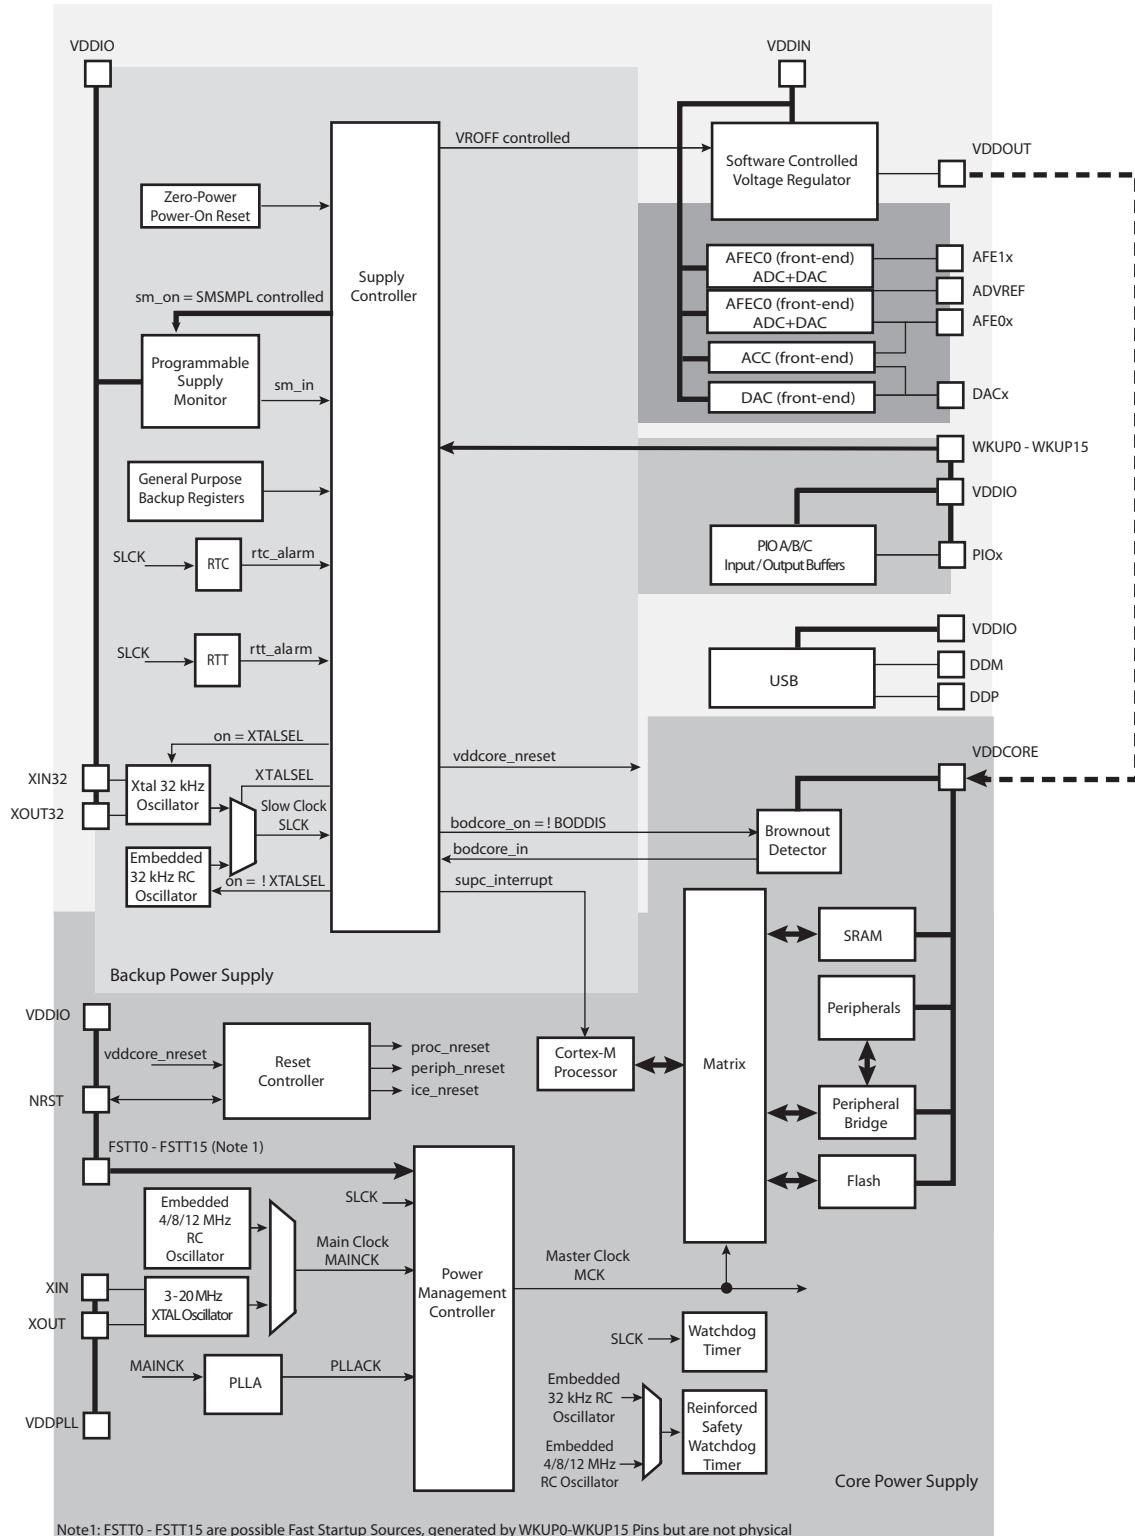 VDDIO
VDDIN
VROFF controlled
Software Controlled
Voltage Regulator
VDDOUT
Zero-Power
Power-On Reset
Supply
Controller
AFEC0 (front-end)
ADC+DAC
AFE1x
ADVREF
AFEC0 (front-end)
ADC+DAC
AFE0x
ACC (front-end)
DAC (front-end)
DACx
sm_on = SMSMPL controlled
Programmable
Supply
Monitor
sm_in
WKUP0 - WKUP15
General Purpose
Backup Registers
VDDIO
PIO A/B/C
Input / Output Buffers
PIOx
SLCK
RTC
rtc_alarm
SLCK
RTT
rtt_alarm
VDDIO
USB
DDM
DDP
on = XTALSEL
XIN32
XOUT32
Xtal 32 kHz
Oscillator
XTALSEL
Slow Clock
SLCK
Embedded
32 kHz RC
Oscillator
on = ! XTALSEL
vddcore_nreset
VDDCORE
bodcore_on = ! BODDIS
bodcore_in
Brownout
Detector
supc_interrupt
Backup Power Supply
SRAM
Peripherals
Matrix
Cortex-M
Processor
Peripheral
Bridge
Flash
VDDIO
vddcore_nreset
Reset
Controller
proc_nreset
periph_nreset
ice_nreset
NRST
FSTT0 - FSTT15 (Note 1)
SLCK
Embedded
4/8/12 MHz
RC
Oscillator
Main Clock
MAINCK
Power
Management
Controller
Master Clock
MCK
XIN
XOUT
3 - 20 MHz
XTAL Oscillator
MAINCK
PLLA
PLLACK
VDDPLL
SLCK
Watchdog
Timer
Embedded
32 kHz RC
Oscillator
Embedded
4/8/12 MHz
RC Oscillator
Reinforced
Safety
Watchdog
Timer
Core Power Supply
Note1: FSTT0 - FSTT15 are possible Fast Startup Sources, generated by WKUP0-WKUP15 Pins but are not physical